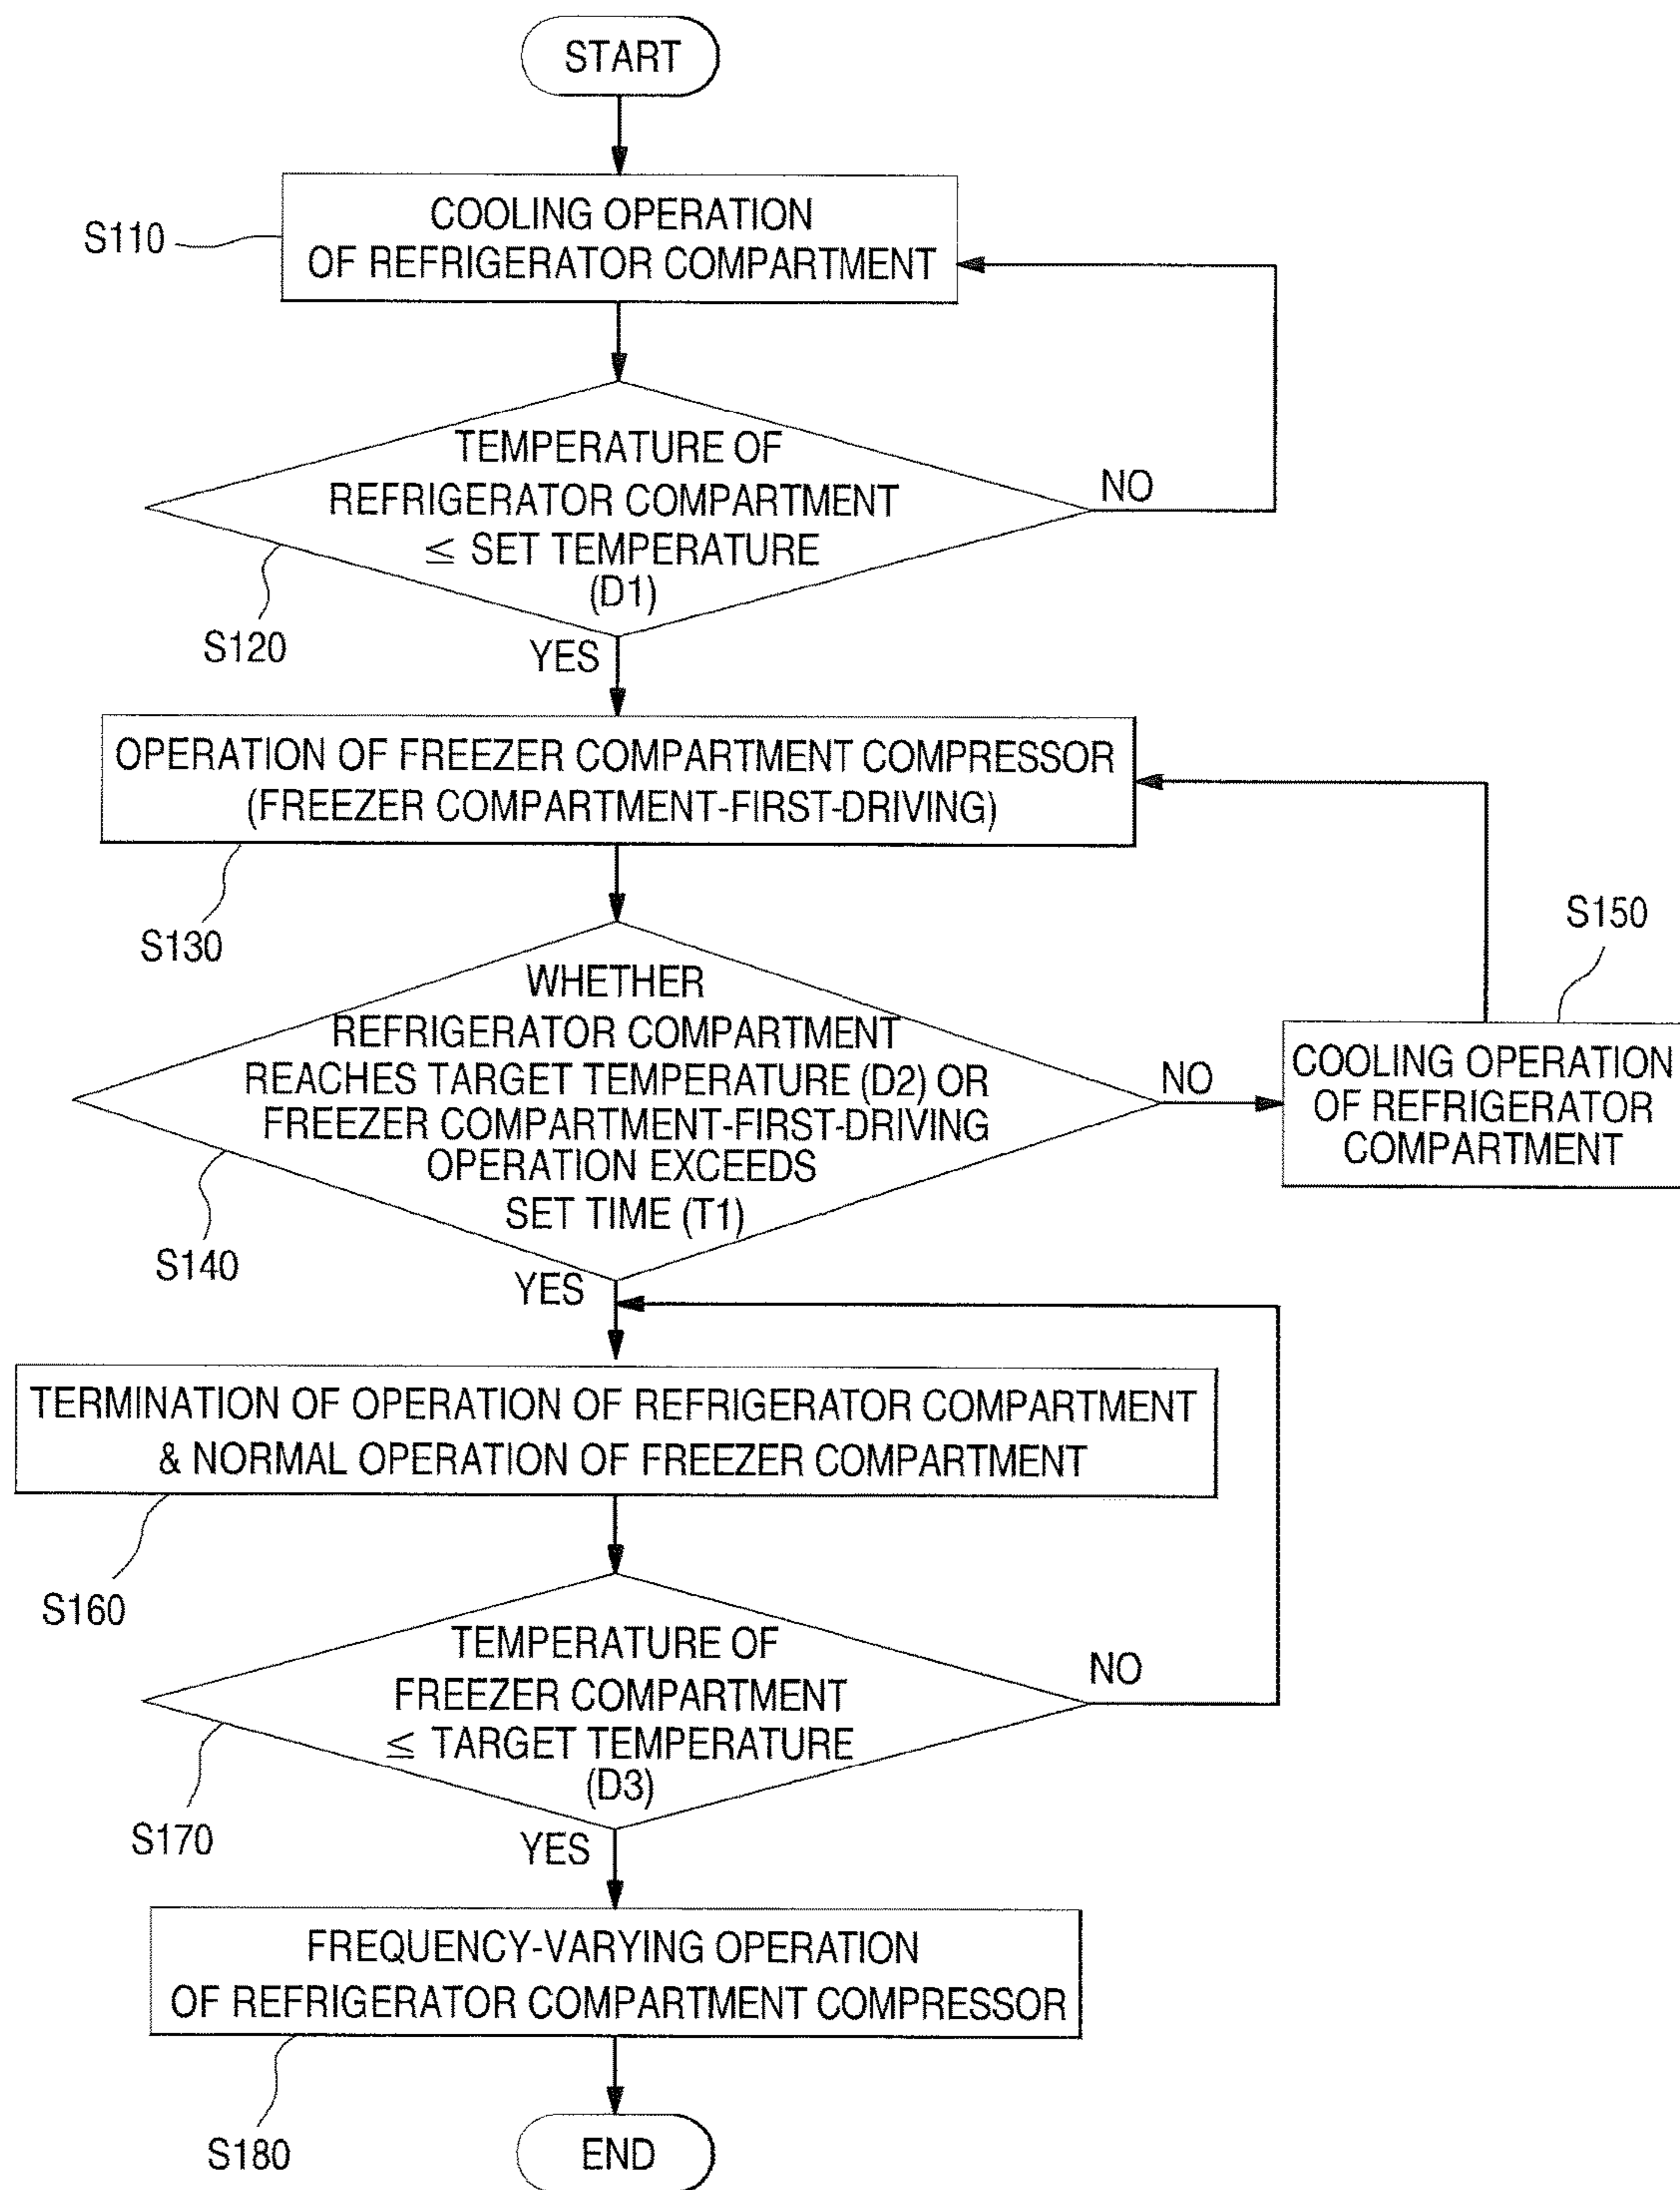 START
S110
COOLING OPERATION
OF REFRIGERATOR COMPARTMENT
TEMPERATURE OF
REFRIGERATOR COMPARTMENT
≤ SET TEMPERATURE
(D1)
NO
S120
YES
OPERATION OF FREEZER COMPARTMENT COMPRESSOR
(FREEZER COMPARTMENT-FIRST-DRIVING)
S130
WHETHER
REFRIGERATOR COMPARTMENT
REACHES TARGET TEMPERATURE (D2) OR
FREEZER COMPARTMENT-FIRST-DRIVING
OPERATION EXCEEDS
SET TIME (T1)
NO
S150
COOLING OPERATION
OF REFRIGERATOR
COMPARTMENT
S140
YES
TERMINATION OF OPERATION OF REFRIGERATOR COMPARTMENT
& NORMAL OPERATION OF FREEZER COMPARTMENT
S160
TEMPERATURE OF
FREEZER COMPARTMENT
≤ TARGET TEMPERATURE
(D3)
NO
S170
YES
FREQUENCY-VARYING OPERATION
OF REFRIGERATOR COMPARTMENT COMPRESSOR
S180
END